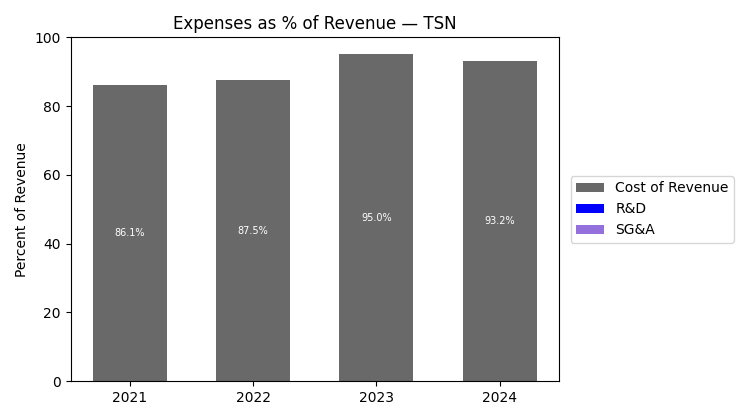 Expenses as % of Revenue — TSN
Percent of Revenue
100
80
60
40
20
0
86.1%
87.5%
95.0%
93.2%
2021
2022
2023
2024
Cost of Revenue
R&D
SG&A